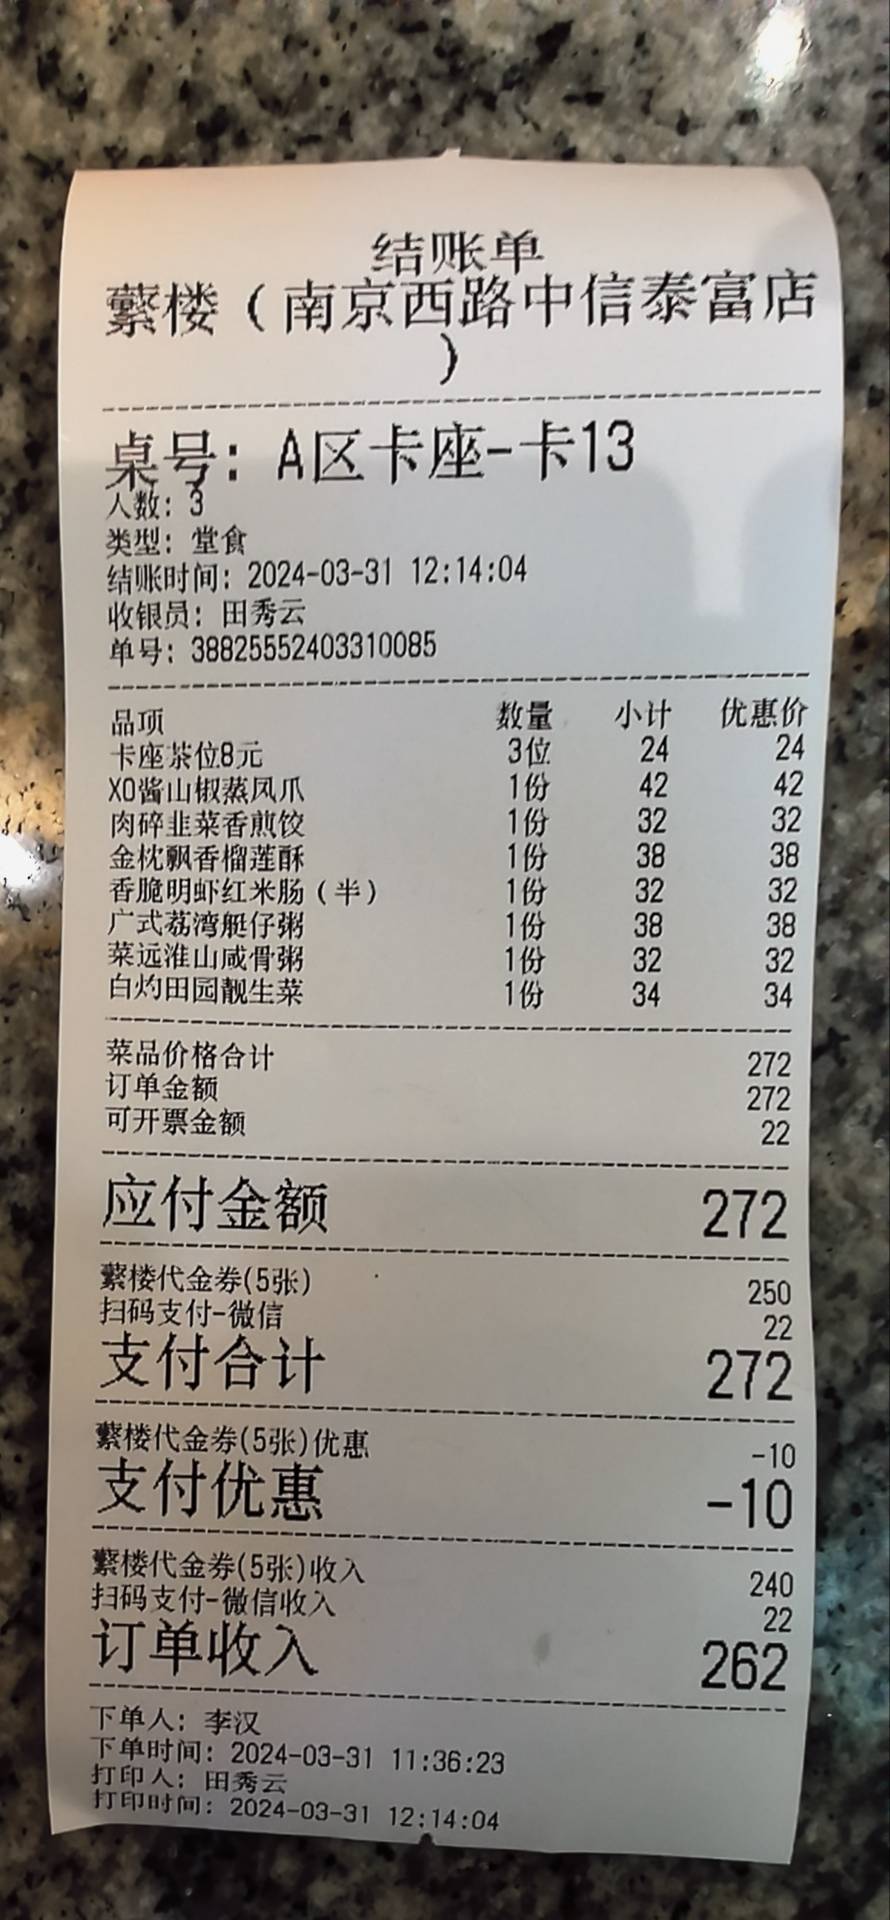 结账单
蘩楼（南京西路中信泰富店
）
桌号：A区卡座-卡13
人数：3
类型：堂食
结账时间：2024-03-31 12:14:04
收银员：田秀云
单号：38825552403310085
品项 数量 小计 优惠价
卡座茶位8元 3位 24 24
XO酱山椒蒸凤爪 1份 42 42
肉碎韭菜香煎饺 1份 32 32
金枕飘香榴莲酥 1份 38 38
香脆明虾红米肠（半） 1份 32 32
广式荔湾艇仔粥 1份 38 38
菜远淮山咸骨粥 1份 32 32
白灼田园靓生菜 1份 34 34
菜品价格合计 272
订单金额 272
可开票金额 22
应付金额 272
蘩楼代金券(5张) 250
扫码支付-微信 22
支付合计 272
蘩楼代金券(5张)优惠 -10
支付优惠 -10
蘩楼代金券(5张)收入 240
扫码支付-微信收入 22
订单收入 262
下单人：李汉
下单时间：2024-03-31 11:36:23
打印人：田秀云
打印时间：2024-03-31 12:14:04